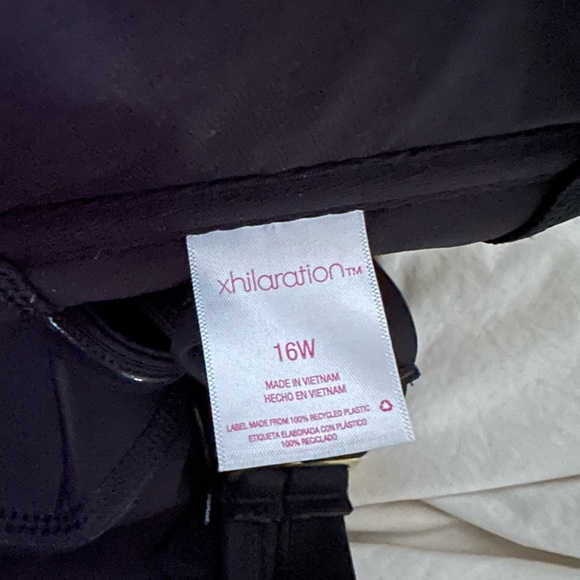 xhilaration™
16W
MADE IN VIETNAM
HECHO EN VIETNAM
LABEL MADE FROM 100% RECYCLED PLASTIC
ETIQUETA ELABORADA CON PLÁSTICO
100% RECICLADO